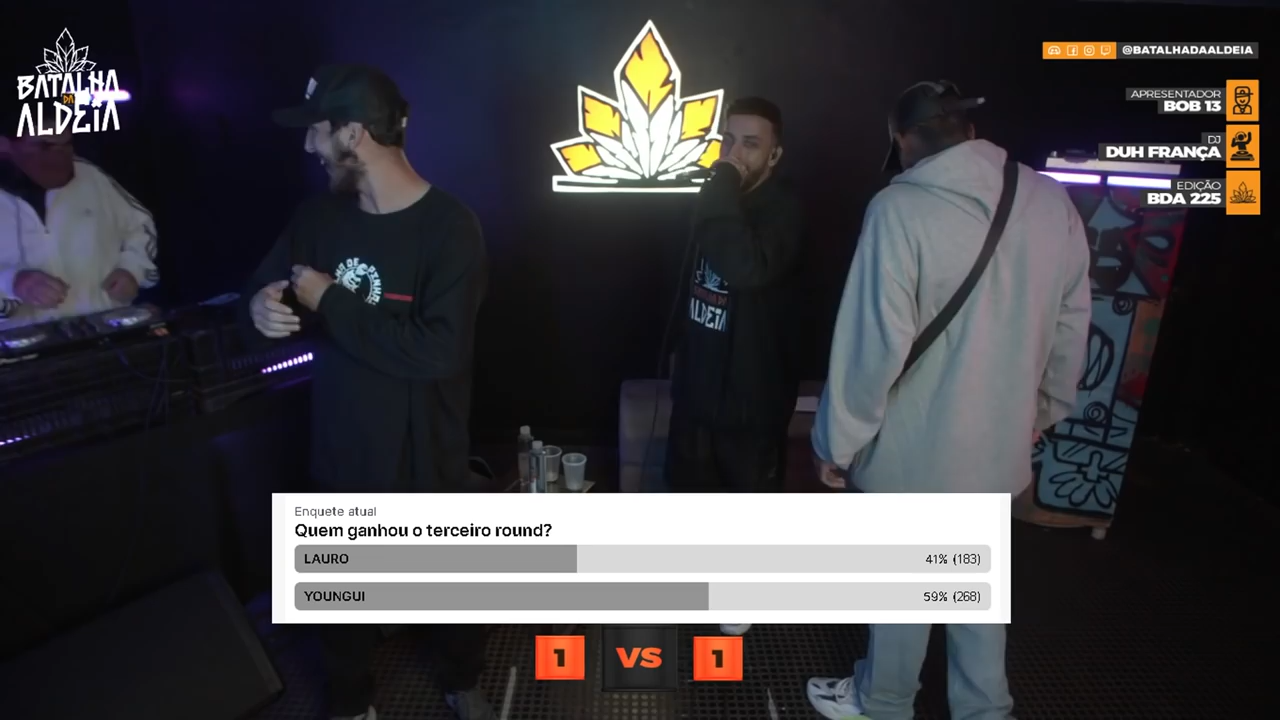 BATALHA
DA
ALDEIA
@BATALHADAALDEIA
APRESENTADOR
BOB 13
DJ
DUH FRANÇA
EDIÇÃO
BDA 225
ALDEIA
Enquete atual
Quem ganhou o terceiro round?
LAURO 41% (183)
YOUNGUI 59% (268)
1 VS 1